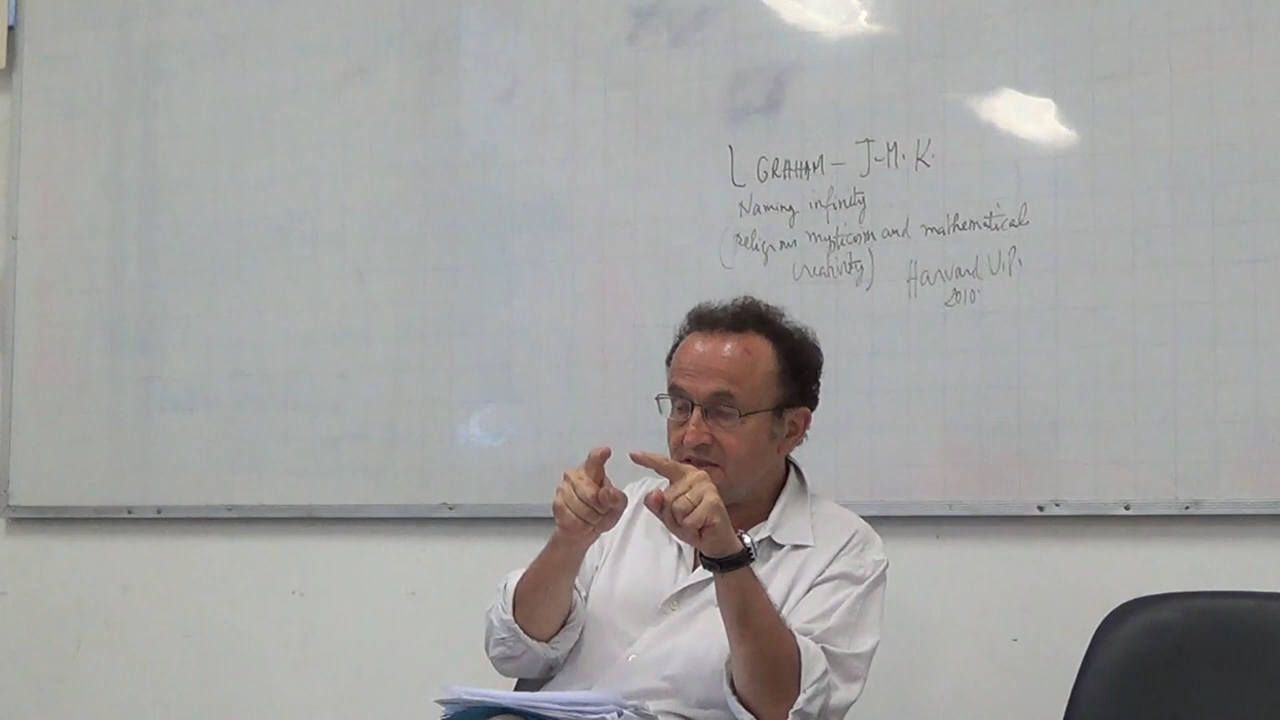 L GRAHAM - J-M. K.
Naming infinity
(religious mysticism and mathematical
creativity) Harvard U.P.
2010.